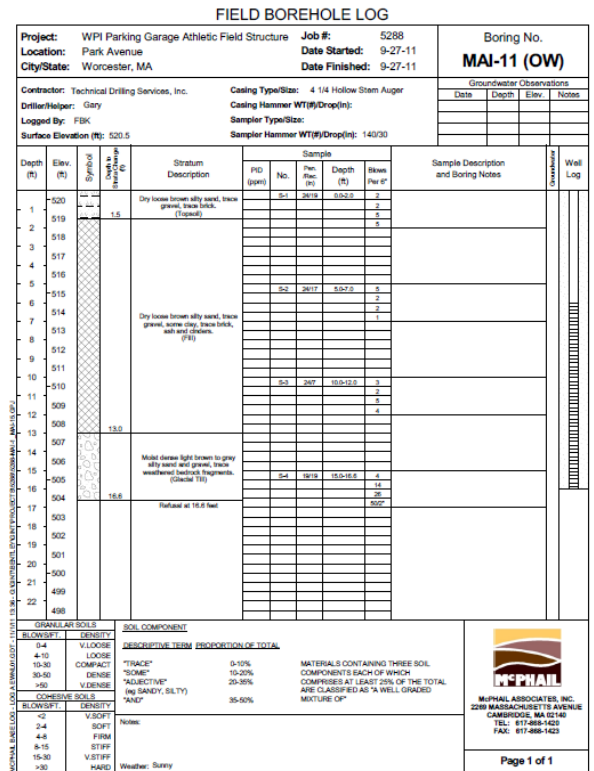 FIELD BOREHOLE LOG
Project: WPI Parking Garage Athletic Field Structure Job #: 5288
Location: Park Avenue Date Started: 9-27-11
City/State: Worcester, MA Date Finished: 9-27-11
Boring No.
MAI-11 (OW)
Contractor: Technical Drilling Services, Inc. Casing Type/Size: 4 1/4 Hollow Stem Auger
Driller/Helper: Gary Casing Hammer WT(#)/Drop(in):
Logged By: FBK Sampler Type/Size:
Surface Elevation (ft): 520.5 Sampler Hammer WT(#)/Drop(in): 140/30
Groundwater Observations
Date Depth Elev. Notes
Depth (ft) Elev. (ft) Symbol Depth to Strata Change (ft) Stratum Description
Sample
PID (ppm) No. Pen. /Rec. (in) Depth (ft) Blows Per 6"
Sample Description and Boring Notes Groundwater Well Log
520 Dry loose brown silty sand, trace S-1 24/19 0.0-2.0 2
1 gravel, trace brick. 2
519 1.5 (Topsoil) 5
2 5
518
3
517
4
516
5
515 S-2 24/17 5.0-7.0 5
6 2
514 Dry loose brown silty sand, trace 2
7 gravel, some clay, trace brick, 1
513 ash and cinders.
8 (Fill)
512
9
511
10
510 S-3 24/7 10.0-12.0 3
11 2
509 5
12 4
508
13 13.0
507
14 Moist dense light brown to gray
506 silty sand and gravel, trace
15 weathered bedrock fragments.
505 (Glacial Till) S-4 19/19 15.0-16.6 4
16 14
504 16.6 26
17 Refusal at 16.6 feet 50/2"
503
18
502
19
501
20
500
21
499
22
498
GRANULAR SOILS
BLOWS/FT. DENSITY
0-4 V.LOOSE
4-10 LOOSE
10-30 COMPACT
30-50 DENSE
>50 V.DENSE
COHESIVE SOILS
BLOWS/FT. DENSITY
<2 V.SOFT
2-4 SOFT
4-8 FIRM
8-15 STIFF
15-30 V.STIFF
>30 HARD
SOIL COMPONENT
DESCRIPTIVE TERM PROPORTION OF TOTAL
"TRACE" 0-10%
"SOME" 10-20%
"ADJECTIVE" 20-35%
(eg SANDY, SILTY)
"AND" 35-50%
MATERIALS CONTAINING THREE SOIL
COMPONENTS EACH OF WHICH
COMPRISES AT LEAST 25% OF THE TOTAL
ARE CLASSIFIED AS "A WELL GRADED
MIXTURE OF"
Notes:
Weather: Sunny
McPHAIL
McPHAIL ASSOCIATES, INC.
2269 MASSACHUSETTS AVENUE
CAMBRIDGE, MA 02140
TEL: 617-868-1420
FAX: 617-868-1423
Page 1 of 1